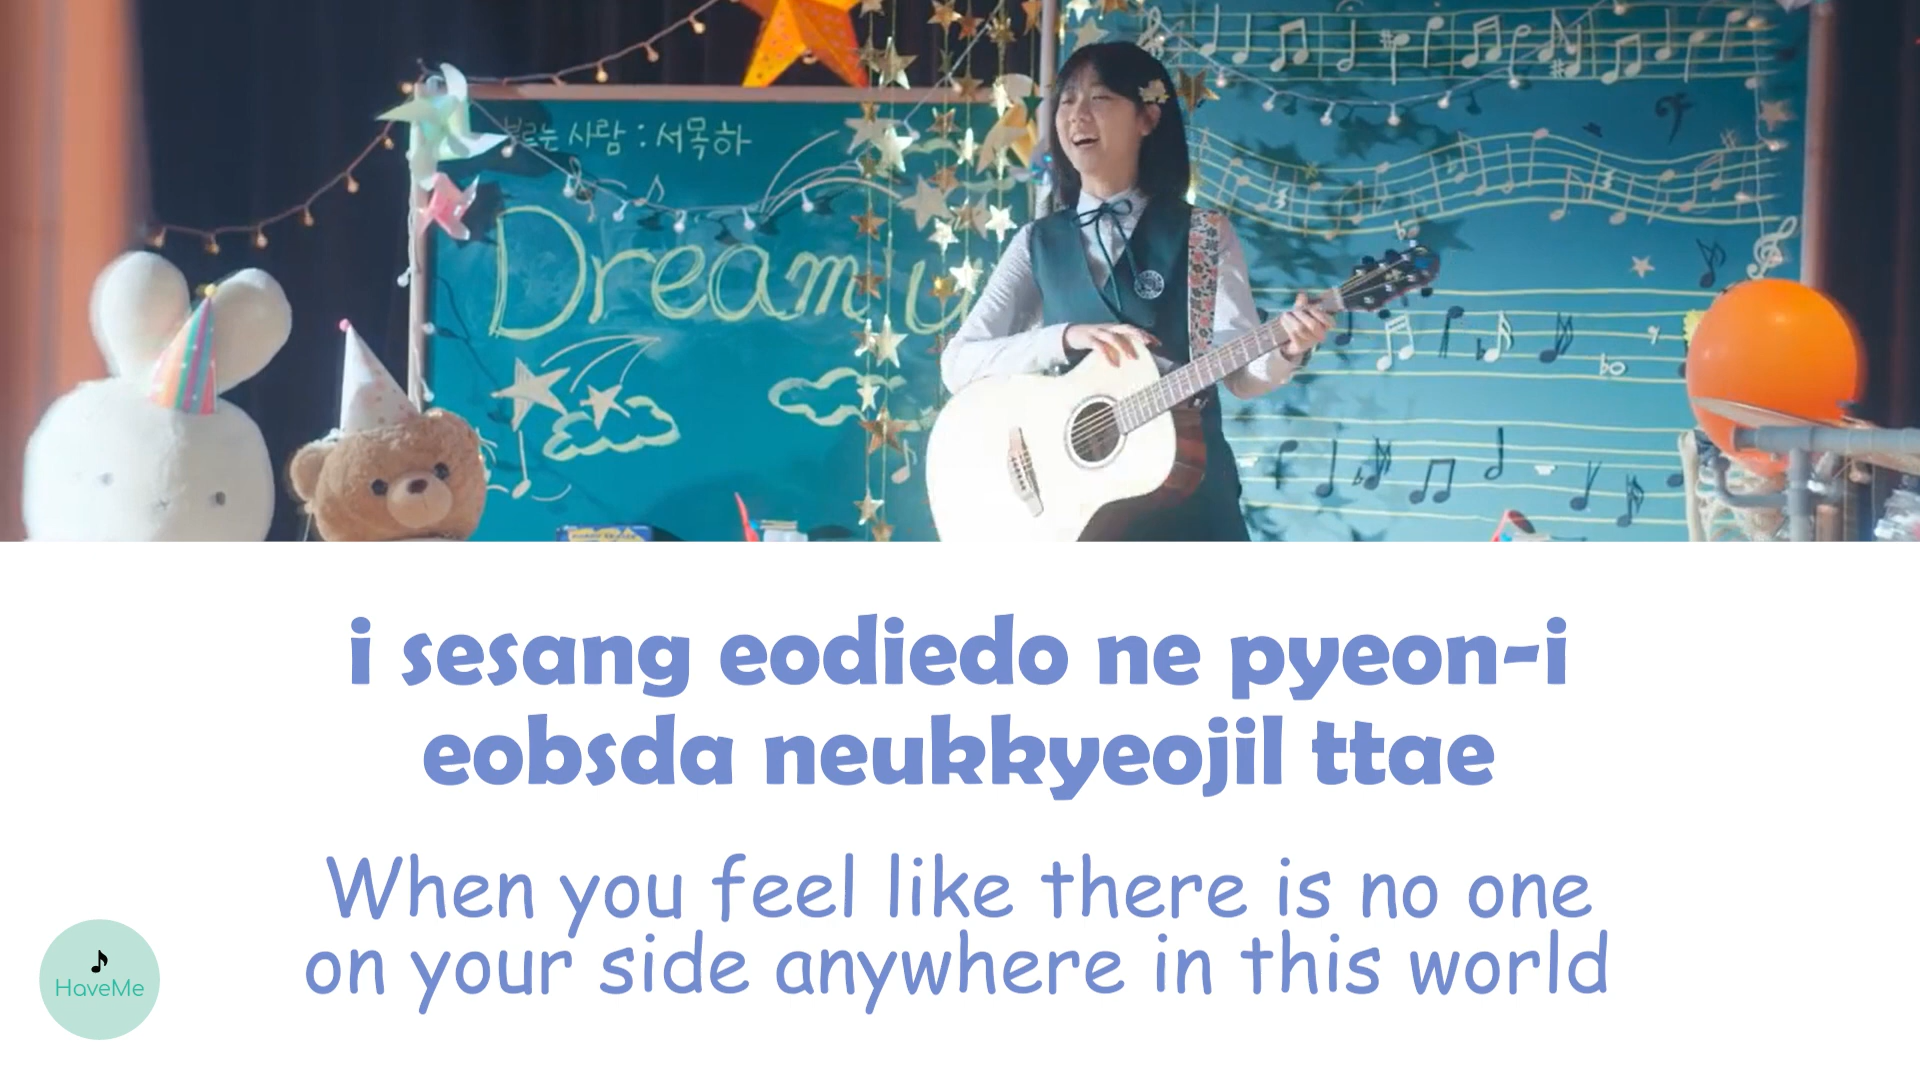 부르는 사람 : 서목하
Dream u
i sesang eodiedo ne pyeon-i
eobsda neukkyeojil ttae
When you feel like there is no one
on your side anywhere in this world
HaveMe